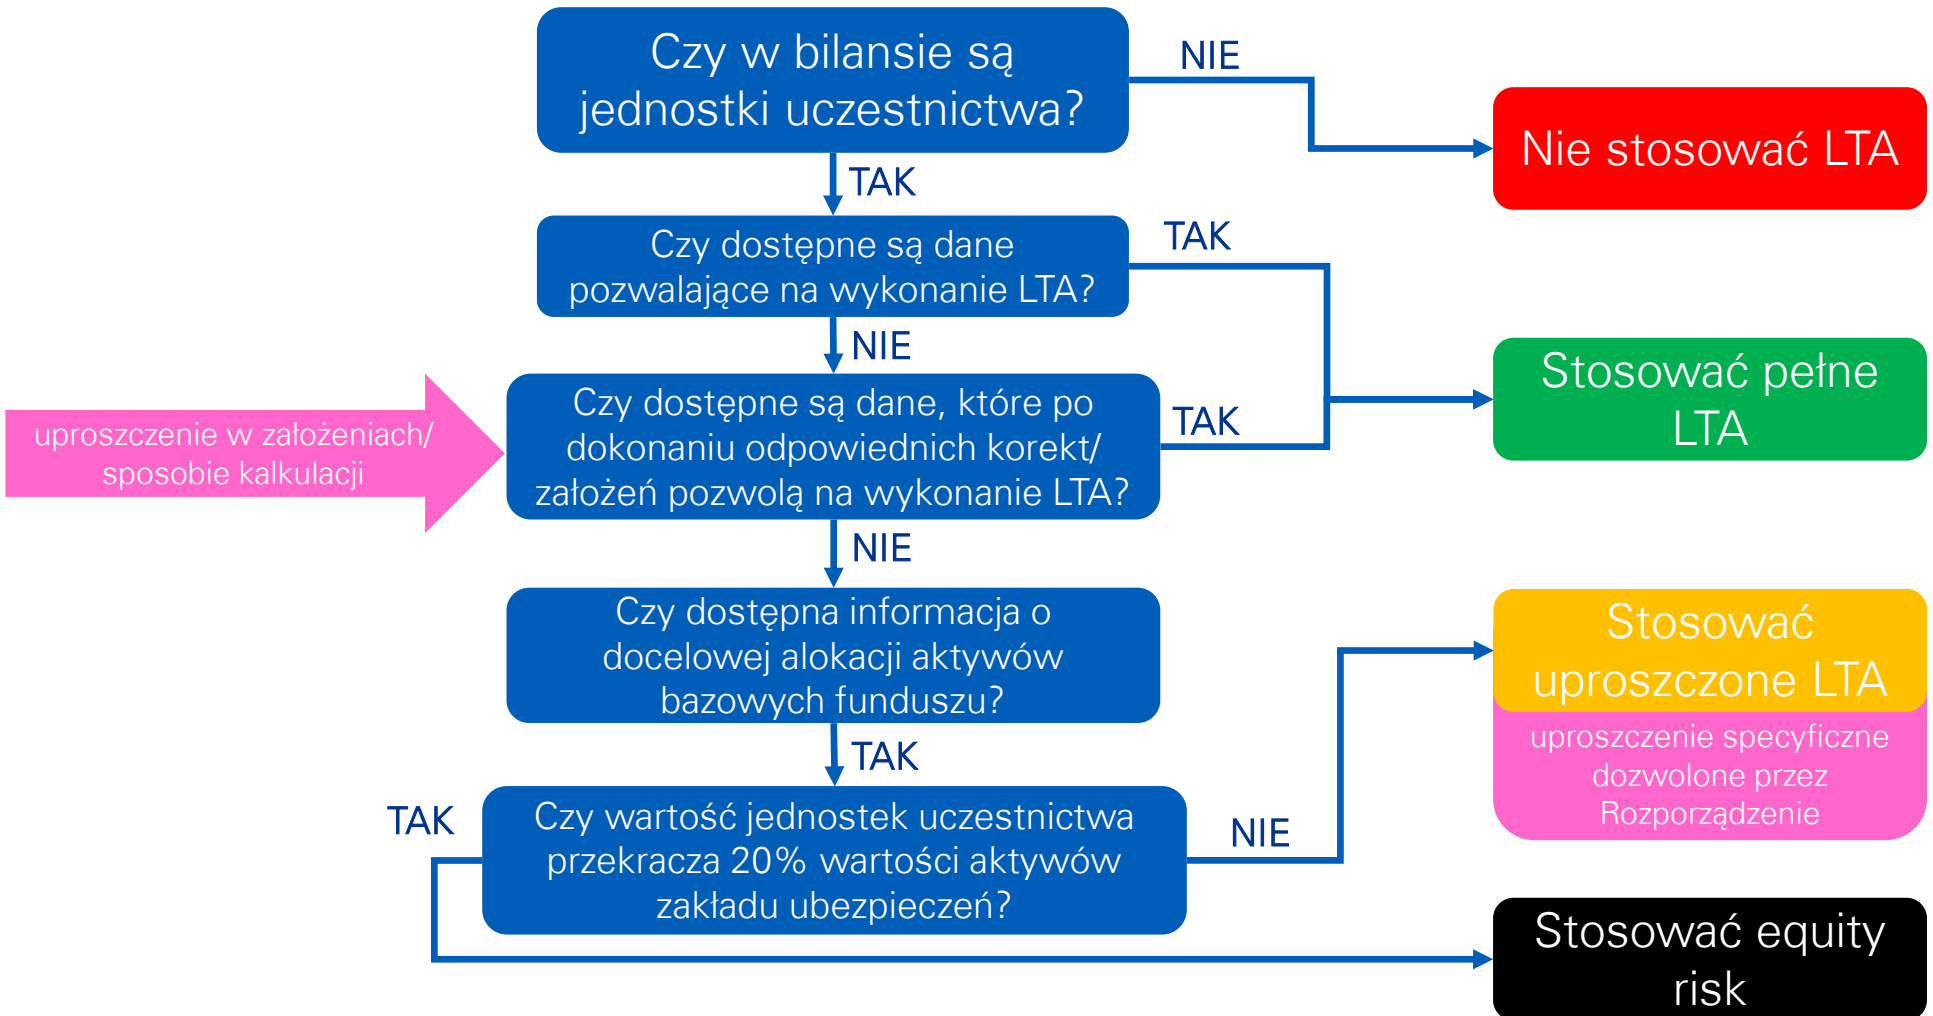 Czy w bilansie są
jednostki uczestnictwa?
NIE
Nie stosować LTA
TAK
Czy dostępne są dane
pozwalające na wykonanie LTA?
TAK
NIE
Stosować pełne
LTA
uproszczenie w założeniach/
sposobie kalkulacji
Czy dostępne są dane, które po
dokonaniu odpowiednich korekt/
założeń pozwolą na wykonanie LTA?
TAK
NIE
Czy dostępna informacja o
docelowej alokacji aktywów
bazowych funduszu?
Stosować
uproszczone LTA
uproszczenie specyficzne
dozwolone przez
Rozporządzenie
TAK
TAK
Czy wartość jednostek uczestnictwa
przekracza 20% wartości aktywów
zakładu ubezpieczeń?
NIE
Stosować equity
risk